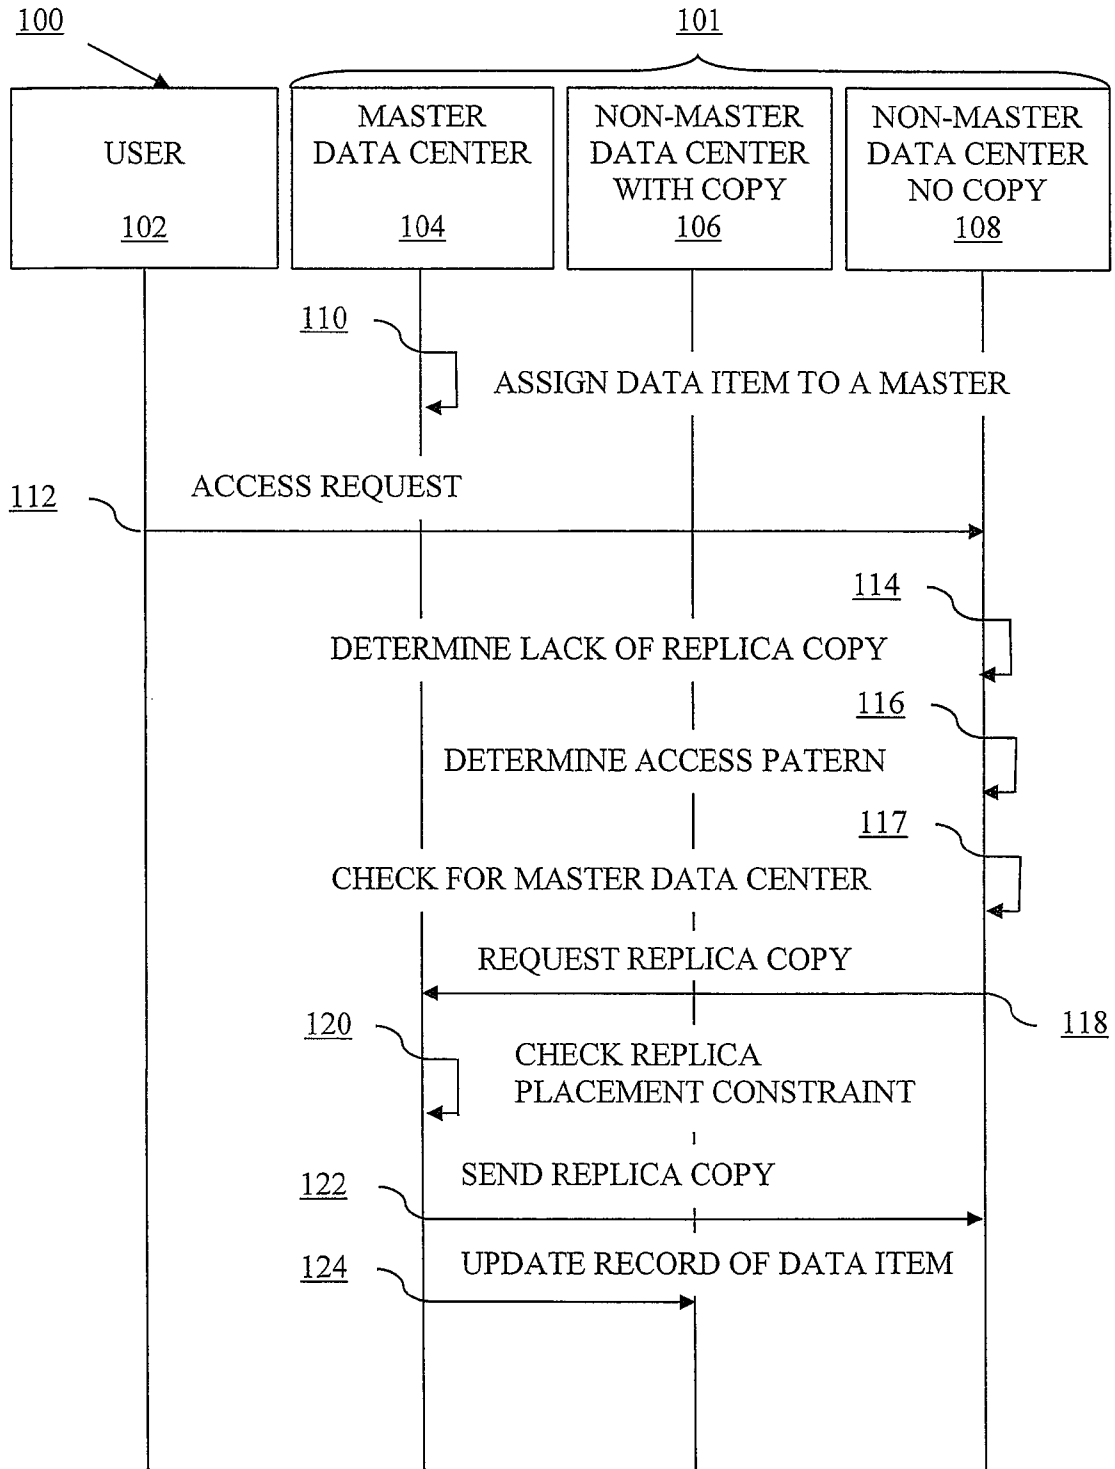 100
101
USER
102
MASTER
DATA CENTER
104
NON-MASTER
DATA CENTER
WITH COPY
106
NON-MASTER
DATA CENTER
NO COPY
108
110
ASSIGN DATA ITEM TO A MASTER
ACCESS REQUEST
112
114
DETERMINE LACK OF REPLICA COPY
116
DETERMINE ACCESS PATERN
117
CHECK FOR MASTER DATA CENTER
REQUEST REPLICA COPY
118
120
CHECK REPLICA
PLACEMENT CONSTRAINT
SEND REPLICA COPY
122
UPDATE RECORD OF DATA ITEM
124